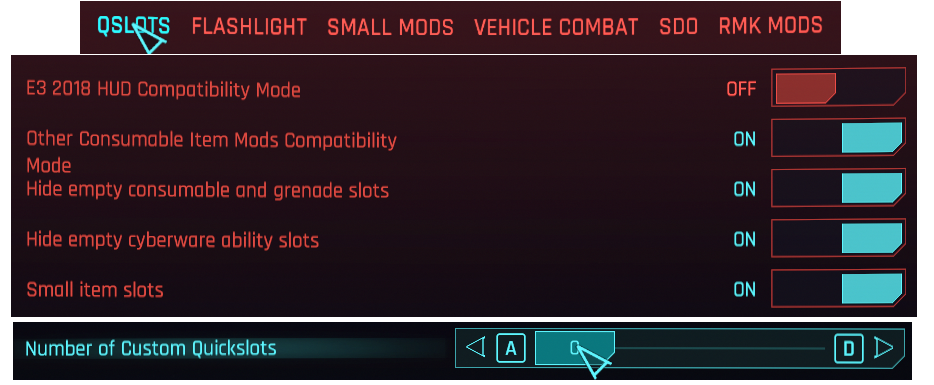 QSLOTS FLASHLIGHT SMALL MODS VEHICLE COMBAT SDO RMK MODS
E3 2018 HUD Compatibility Mode OFF
Other Consumable Item Mods Compatibility ON
Mode
Hide empty consumable and grenade slots ON
Hide empty cyberware ability slots ON
Small item slots ON
Number of Custom Quickslots A D